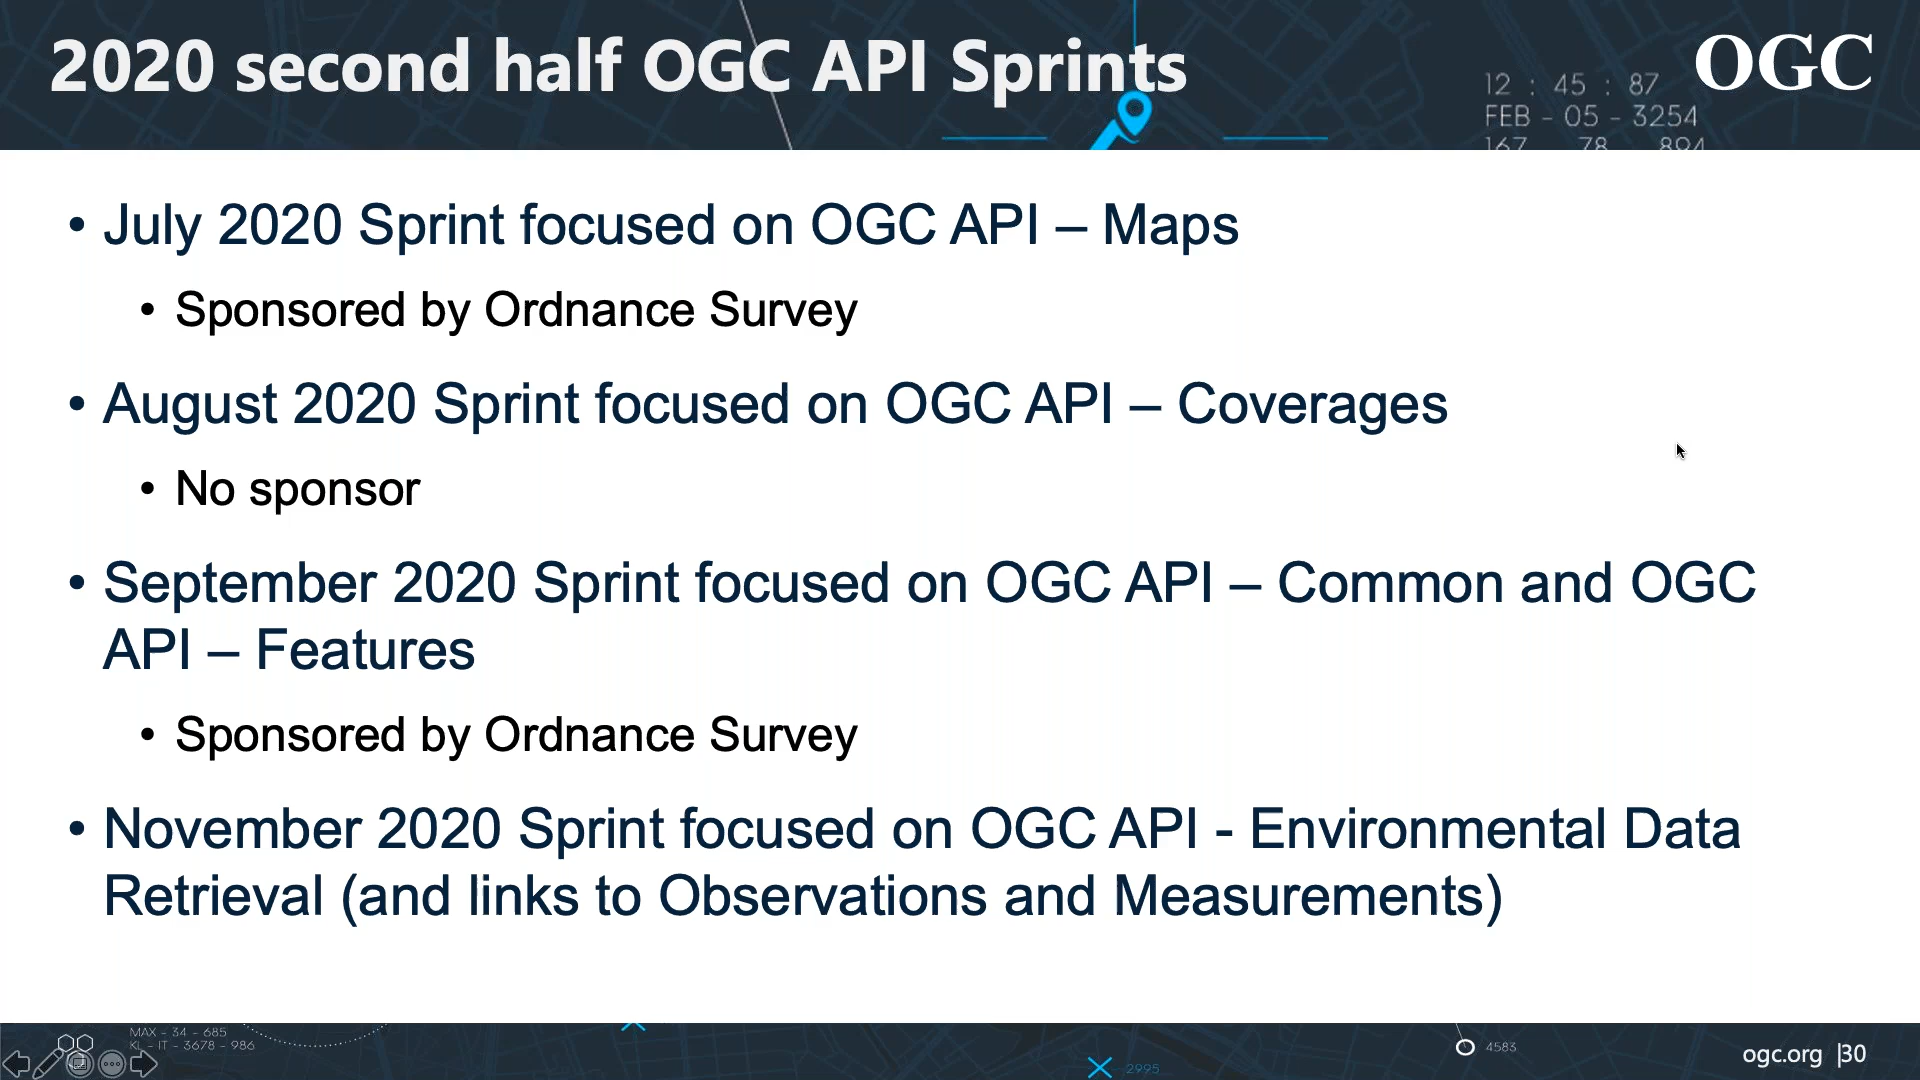 2020 second half OGC API Sprints
OGC
12 : 45 : 87
FEB - 05 - 3254
167 78 894
• July 2020 Sprint focused on OGC API – Maps
• Sponsored by Ordnance Survey
• August 2020 Sprint focused on OGC API – Coverages
• No sponsor
• September 2020 Sprint focused on OGC API – Common and OGC
API – Features
• Sponsored by Ordnance Survey
• November 2020 Sprint focused on OGC API - Environmental Data
Retrieval (and links to Observations and Measurements)
MAX - 34 - 685
KL - IT - 3678 - 986
2995
4583
ogc.org |30